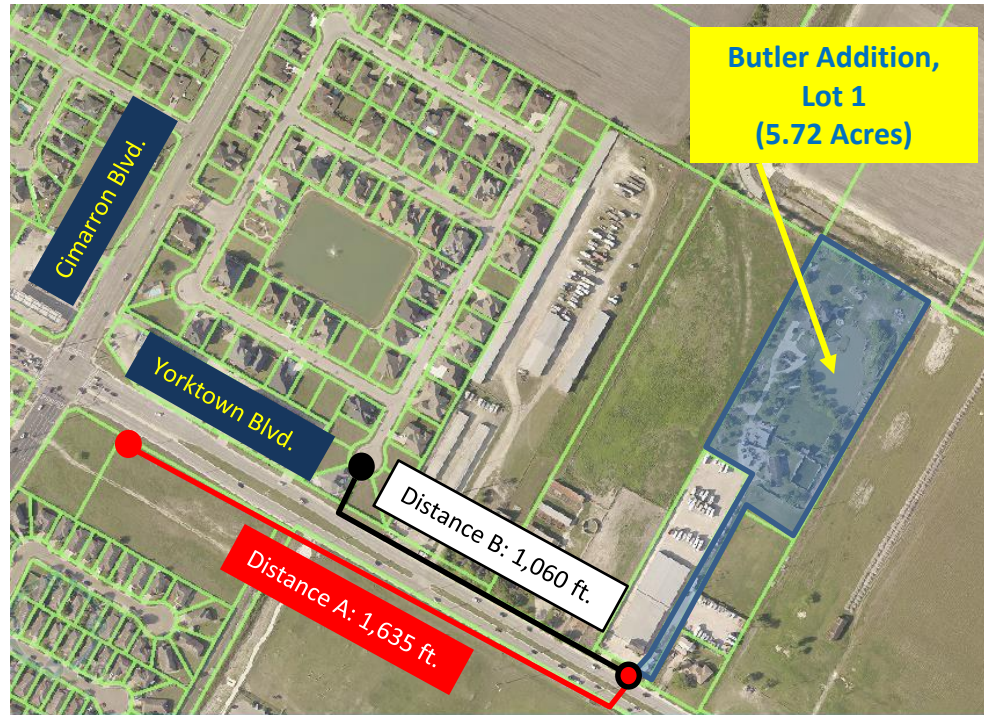 Butler Addition,
Lot 1
(5.72 Acres)
Cimarron Blvd.
Yorktown Blvd.
Distance B: 1,060 ft.
Distance A: 1,635 ft.